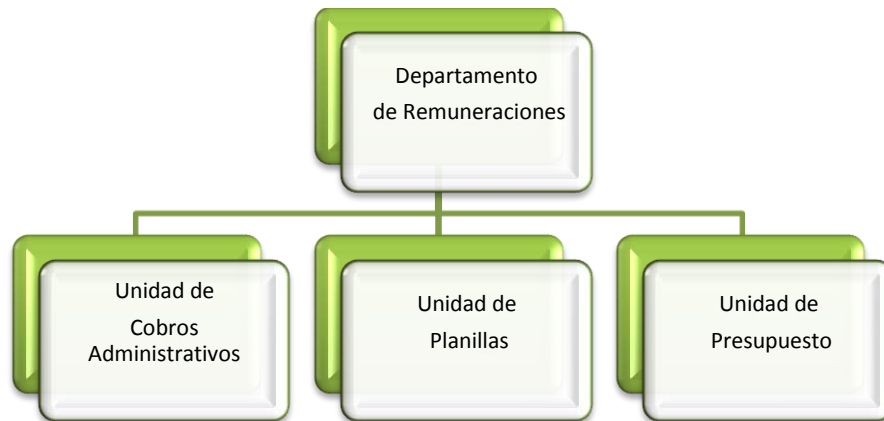 Departamento
de Remuneraciones
Unidad de
Cobros
Administrativos
Unidad de
Planillas
Unidad de
Presupuesto